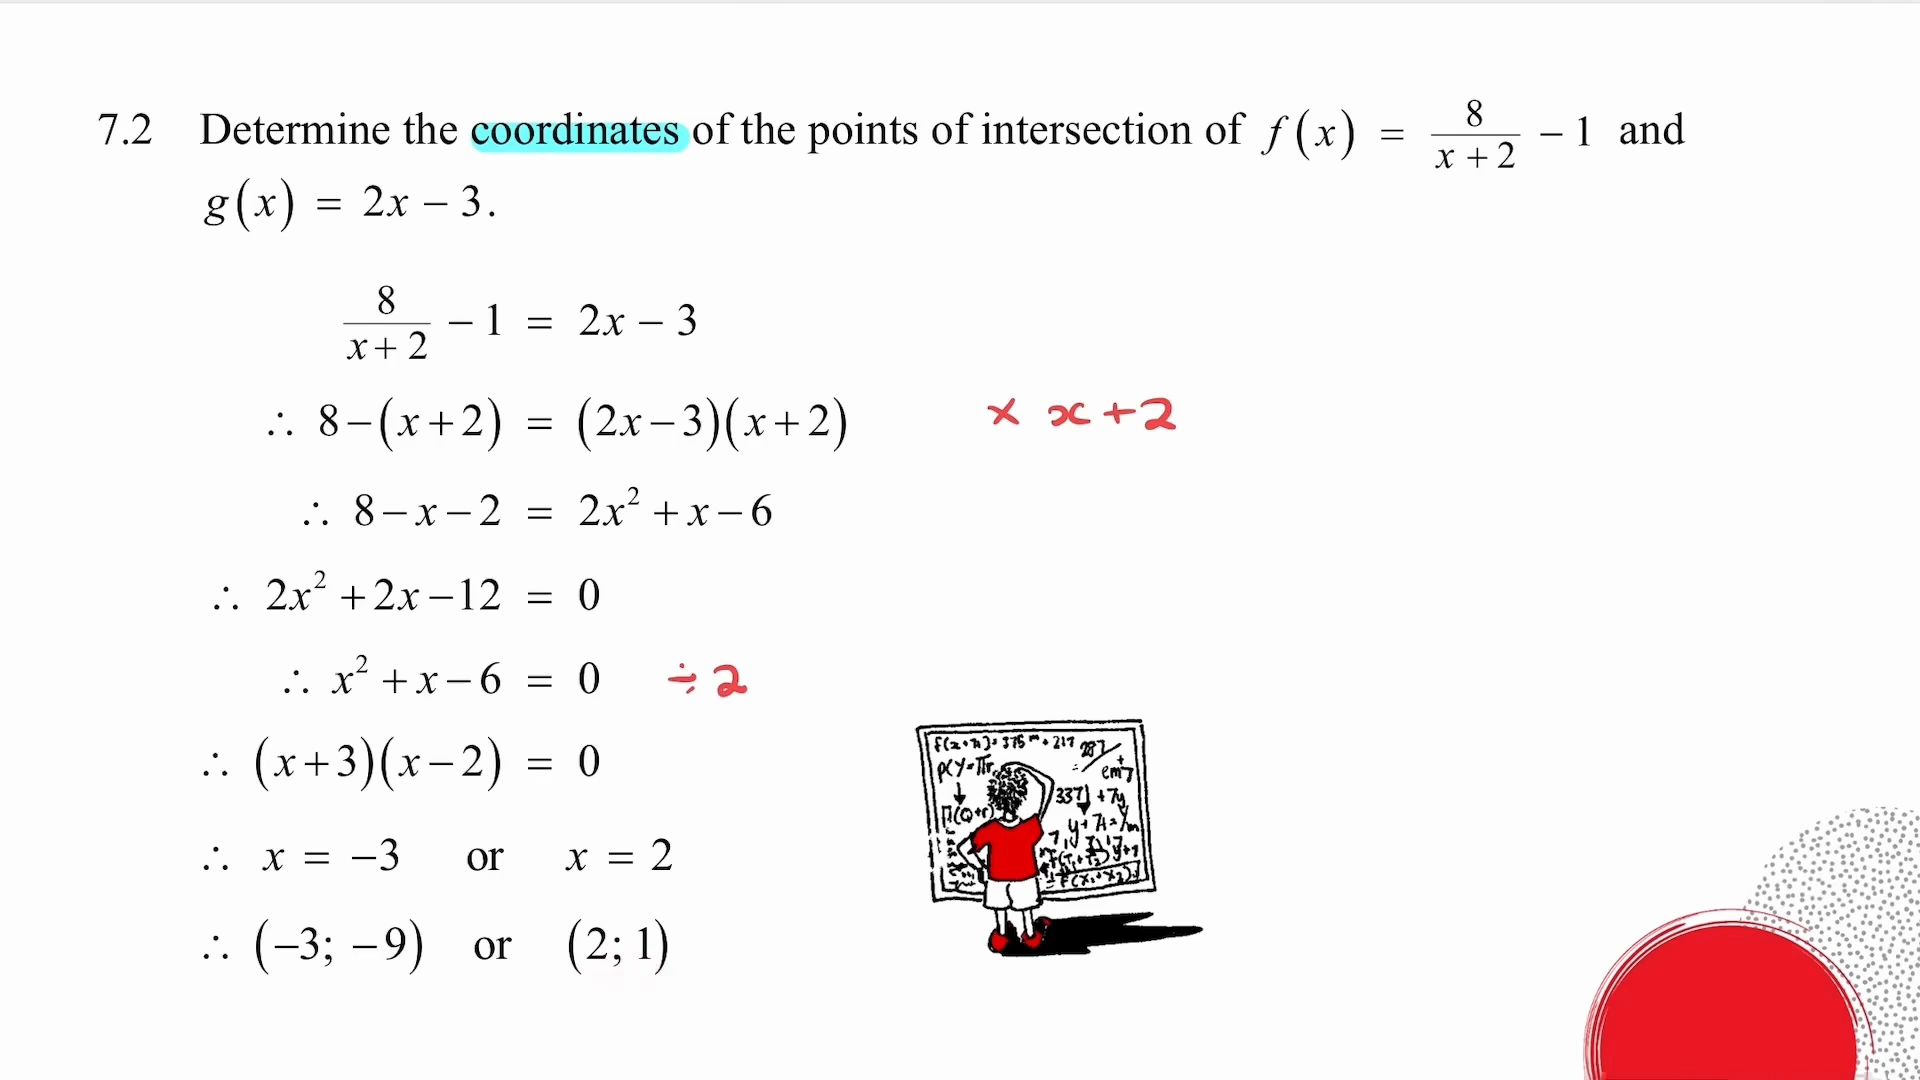 7.2 Determine the coordinates of the points of intersection of f(x) = 8/(x + 2) − 1 and
g(x) = 2x − 3.
8/(x + 2) − 1 = 2x − 3
∴ 8 − (x + 2) = (2x − 3)(x + 2) × x + 2
∴ 8 − x − 2 = 2x² + x − 6
∴ 2x² + 2x − 12 = 0
∴ x² + x − 6 = 0 ÷ 2
∴ (x + 3)(x − 2) = 0
∴ x = −3 or x = 2
∴ (−3; −9) or (2; 1)